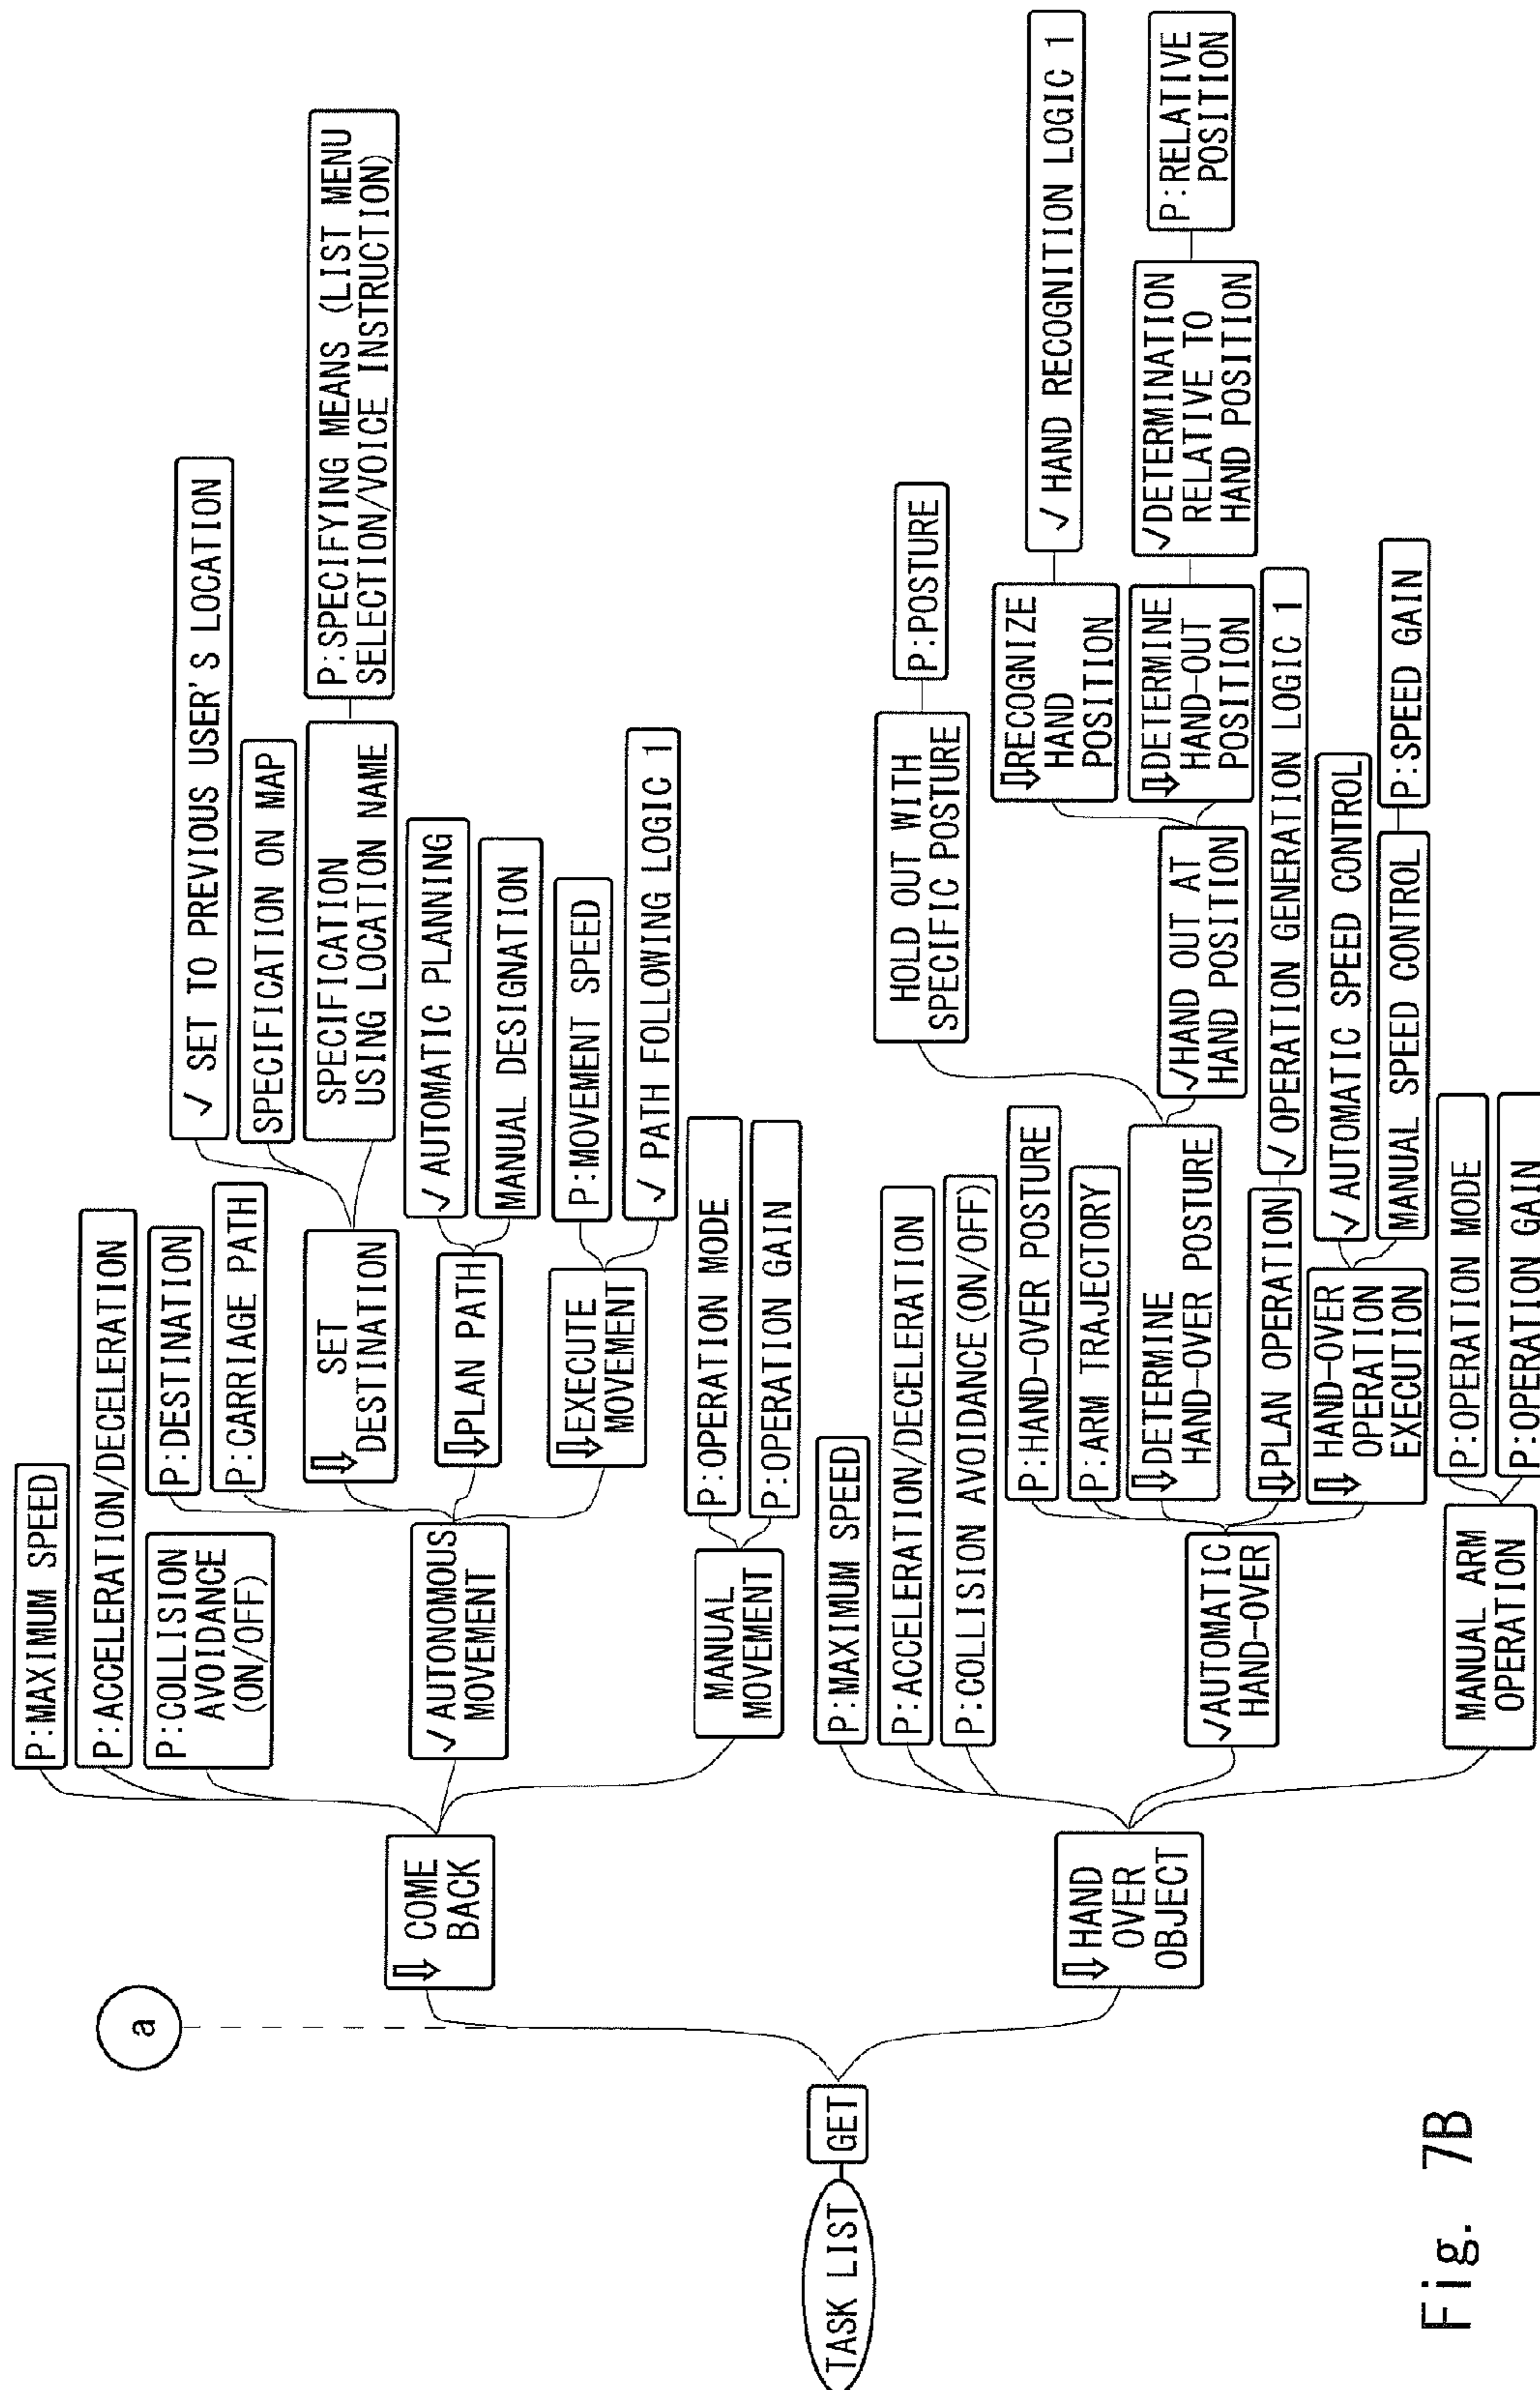 a
TASK LIST
GET
⇩ COME
BACK
P:MAXIMUM SPEED
P:ACCELERATION/DECELERATION
P:COLLISION
AVOIDANCE
(ON/OFF)
✓AUTONOMOUS
MOVEMENT
P:DESTINATION
P:CARRIAGE PATH
⇩ SET
DESTINATION
✓ SET TO PREVIOUS USER'S LOCATION
SPECIFICATION ON MAP
SPECIFICATION
USING LOCATION NAME
P:SPECIFYING MEANS (LIST MENU
SELECTION/VOICE INSTRUCTION)
⇩PLAN PATH
✓AUTOMATIC PLANNING
MANUAL DESIGNATION
⇩EXECUTE
MOVEMENT
P:MOVEMENT SPEED
✓ PATH FOLLOWING LOGIC 1
MANUAL
MOVEMENT
P:OPERATION MODE
P:OPERATION GAIN
⇩HAND
OVER
OBJECT
P:MAXIMUM SPEED
P:ACCELERATION/DECELERATION
P:COLLISION AVOIDANCE(ON/OFF)
✓AUTOMATIC
HAND-OVER
P:HAND-OVER POSTURE
P:ARM TRAJECTORY
⇩DETERMINE
HAND-OVER POSTURE
HOLD OUT WITH
SPECIFIC POSTURE
P:POSTURE
✓HAND OUT AT
HAND POSITION
⇩RECOGNIZE
HAND
POSITION
✓ HAND RECOGNITION LOGIC 1
⇩DETERMINE
HAND-OUT
POSITION
✓DETERMINATION
RELATIVE TO
HAND POSITION
P:RELATIVE
POSITION
⇩PLAN OPERATION
✓OPERATION GENERATION LOGIC 1
⇩ HAND-OVER
OPERATION
EXECUTION
✓AUTOMATIC SPEED CONTROL
MANUAL SPEED CONTROL
P:SPEED GAIN
MANUAL ARM
OPERATION
P:OPERATION MODE
P:OPERATION GAIN
Fig. 7B